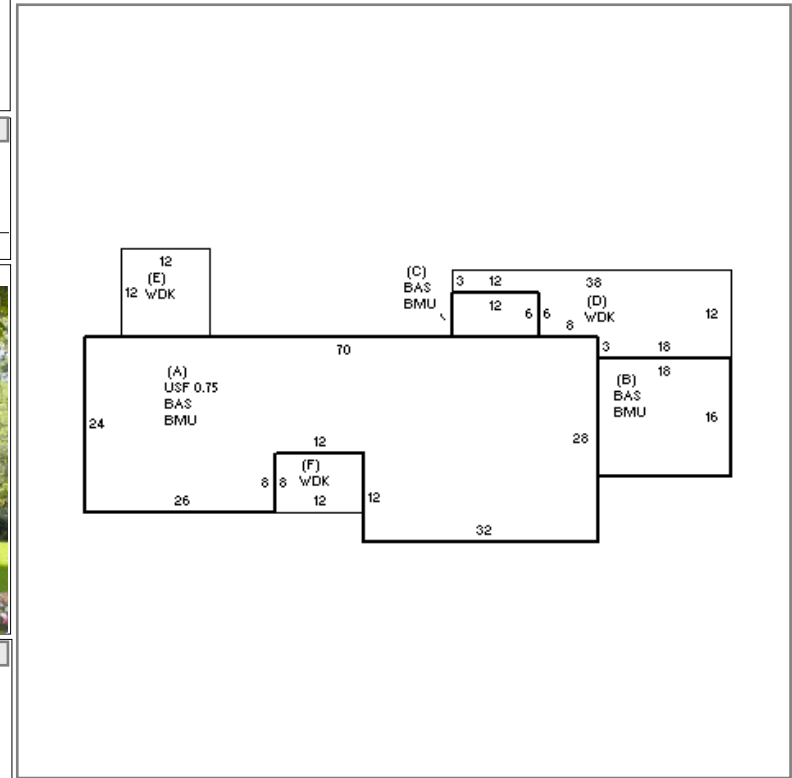 12
(E)
12 WDK
(C)
BAS
BMU
3 12 38
12 6 6
(D)
WDK
8
12
70
3 18
18
(A)
USF 0.75
BAS
BMU
(B)
BAS
BMU
16
24
28
12
(F)
8 8 WDK
12
12
26
32